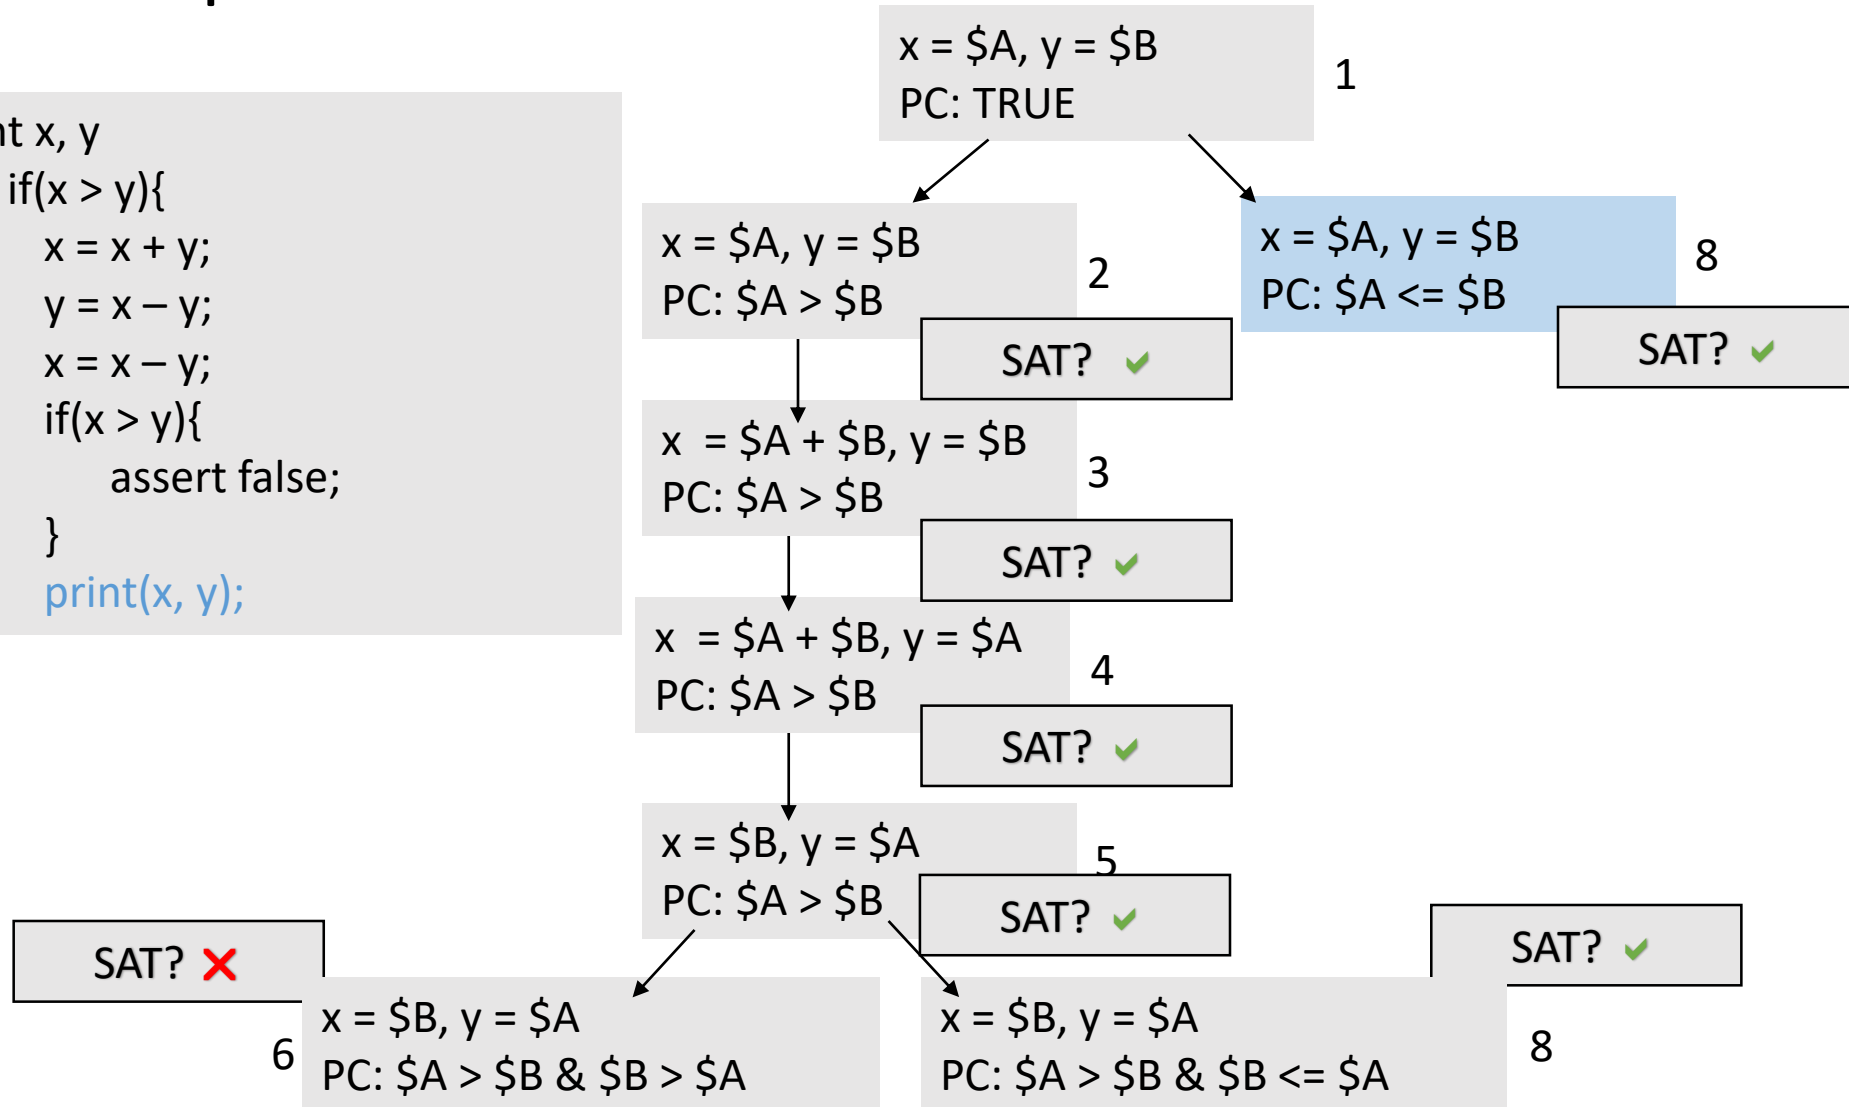 nt x, y
if(x > y){
x = x + y;
y = x – y;
x = x – y;
if(x > y){
assert false;
}
print(x, y);
x = $A, y = $B
PC: TRUE
1
x = $A, y = $B
PC: $A > $B
2
SAT?
x = $A, y = $B
PC: $A <= $B
8
SAT?
x = $A + $B, y = $B
PC: $A > $B
3
SAT?
x = $A + $B, y = $A
PC: $A > $B
4
SAT?
x = $B, y = $A
PC: $A > $B
5
SAT?
SAT?
x = $B, y = $A
PC: $A > $B & $B > $A
6
SAT?
x = $B, y = $A
PC: $A > $B & $B <= $A
8